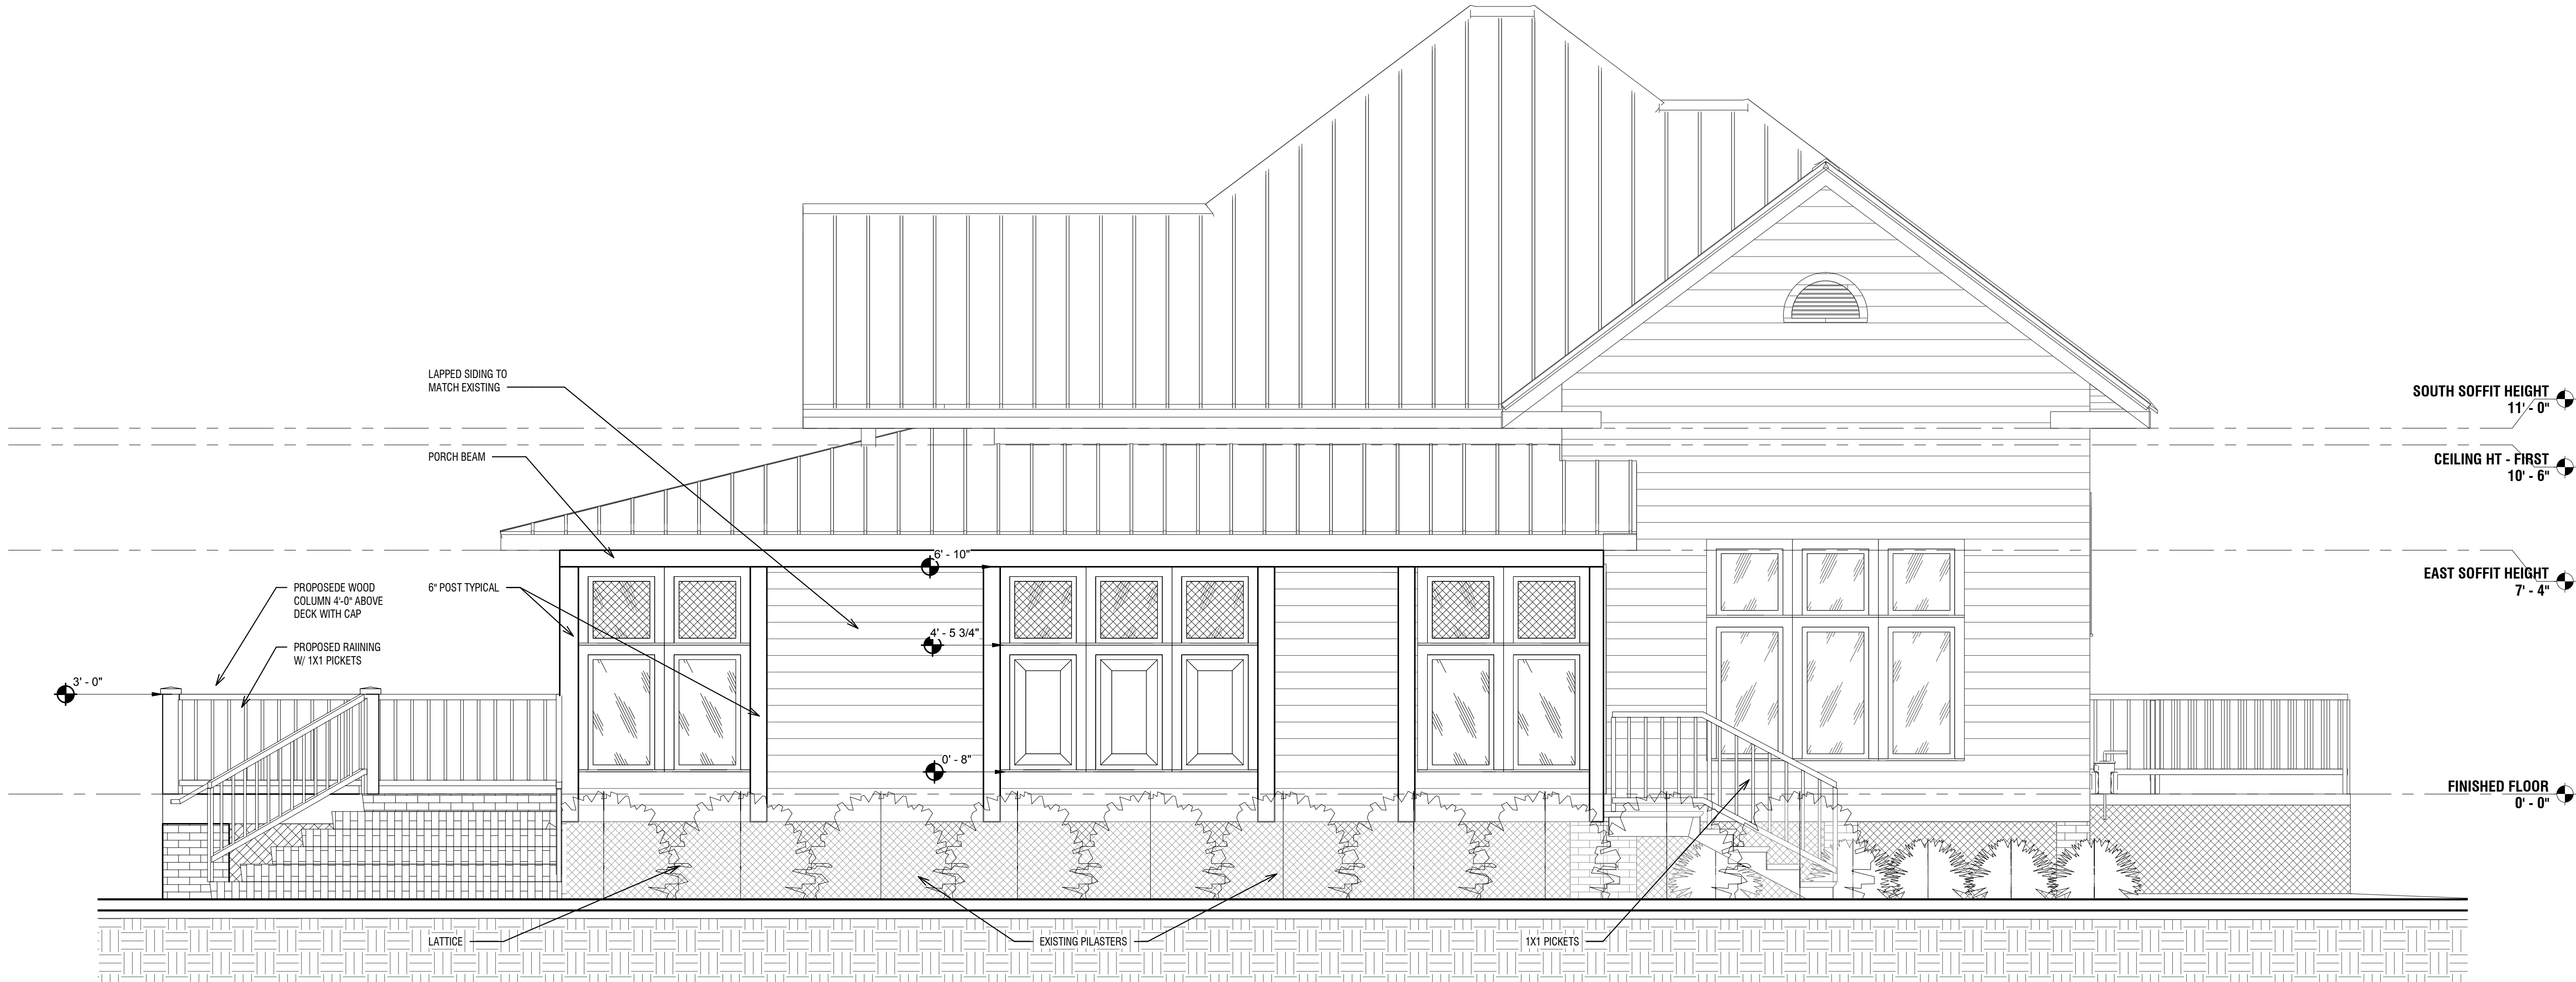 LAPPED SIDING TO
MATCH EXISTING
PORCH BEAM
PROPOSEDE WOOD
COLUMN 4'-0" ABOVE
DECK WITH CAP
6" POST TYPICAL
PROPOSED RAIINING
W/ 1X1 PICKETS
3' - 0"
6' - 10"
4' - 5 3/4"
0' - 8"
SOUTH SOFFIT HEIGHT
11' - 0"
CEILING HT - FIRST
10' - 6"
EAST SOFFIT HEIGHT
7' - 4"
FINISHED FLOOR
0' - 0"
LATTICE
EXISTING PILASTERS
1X1 PICKETS